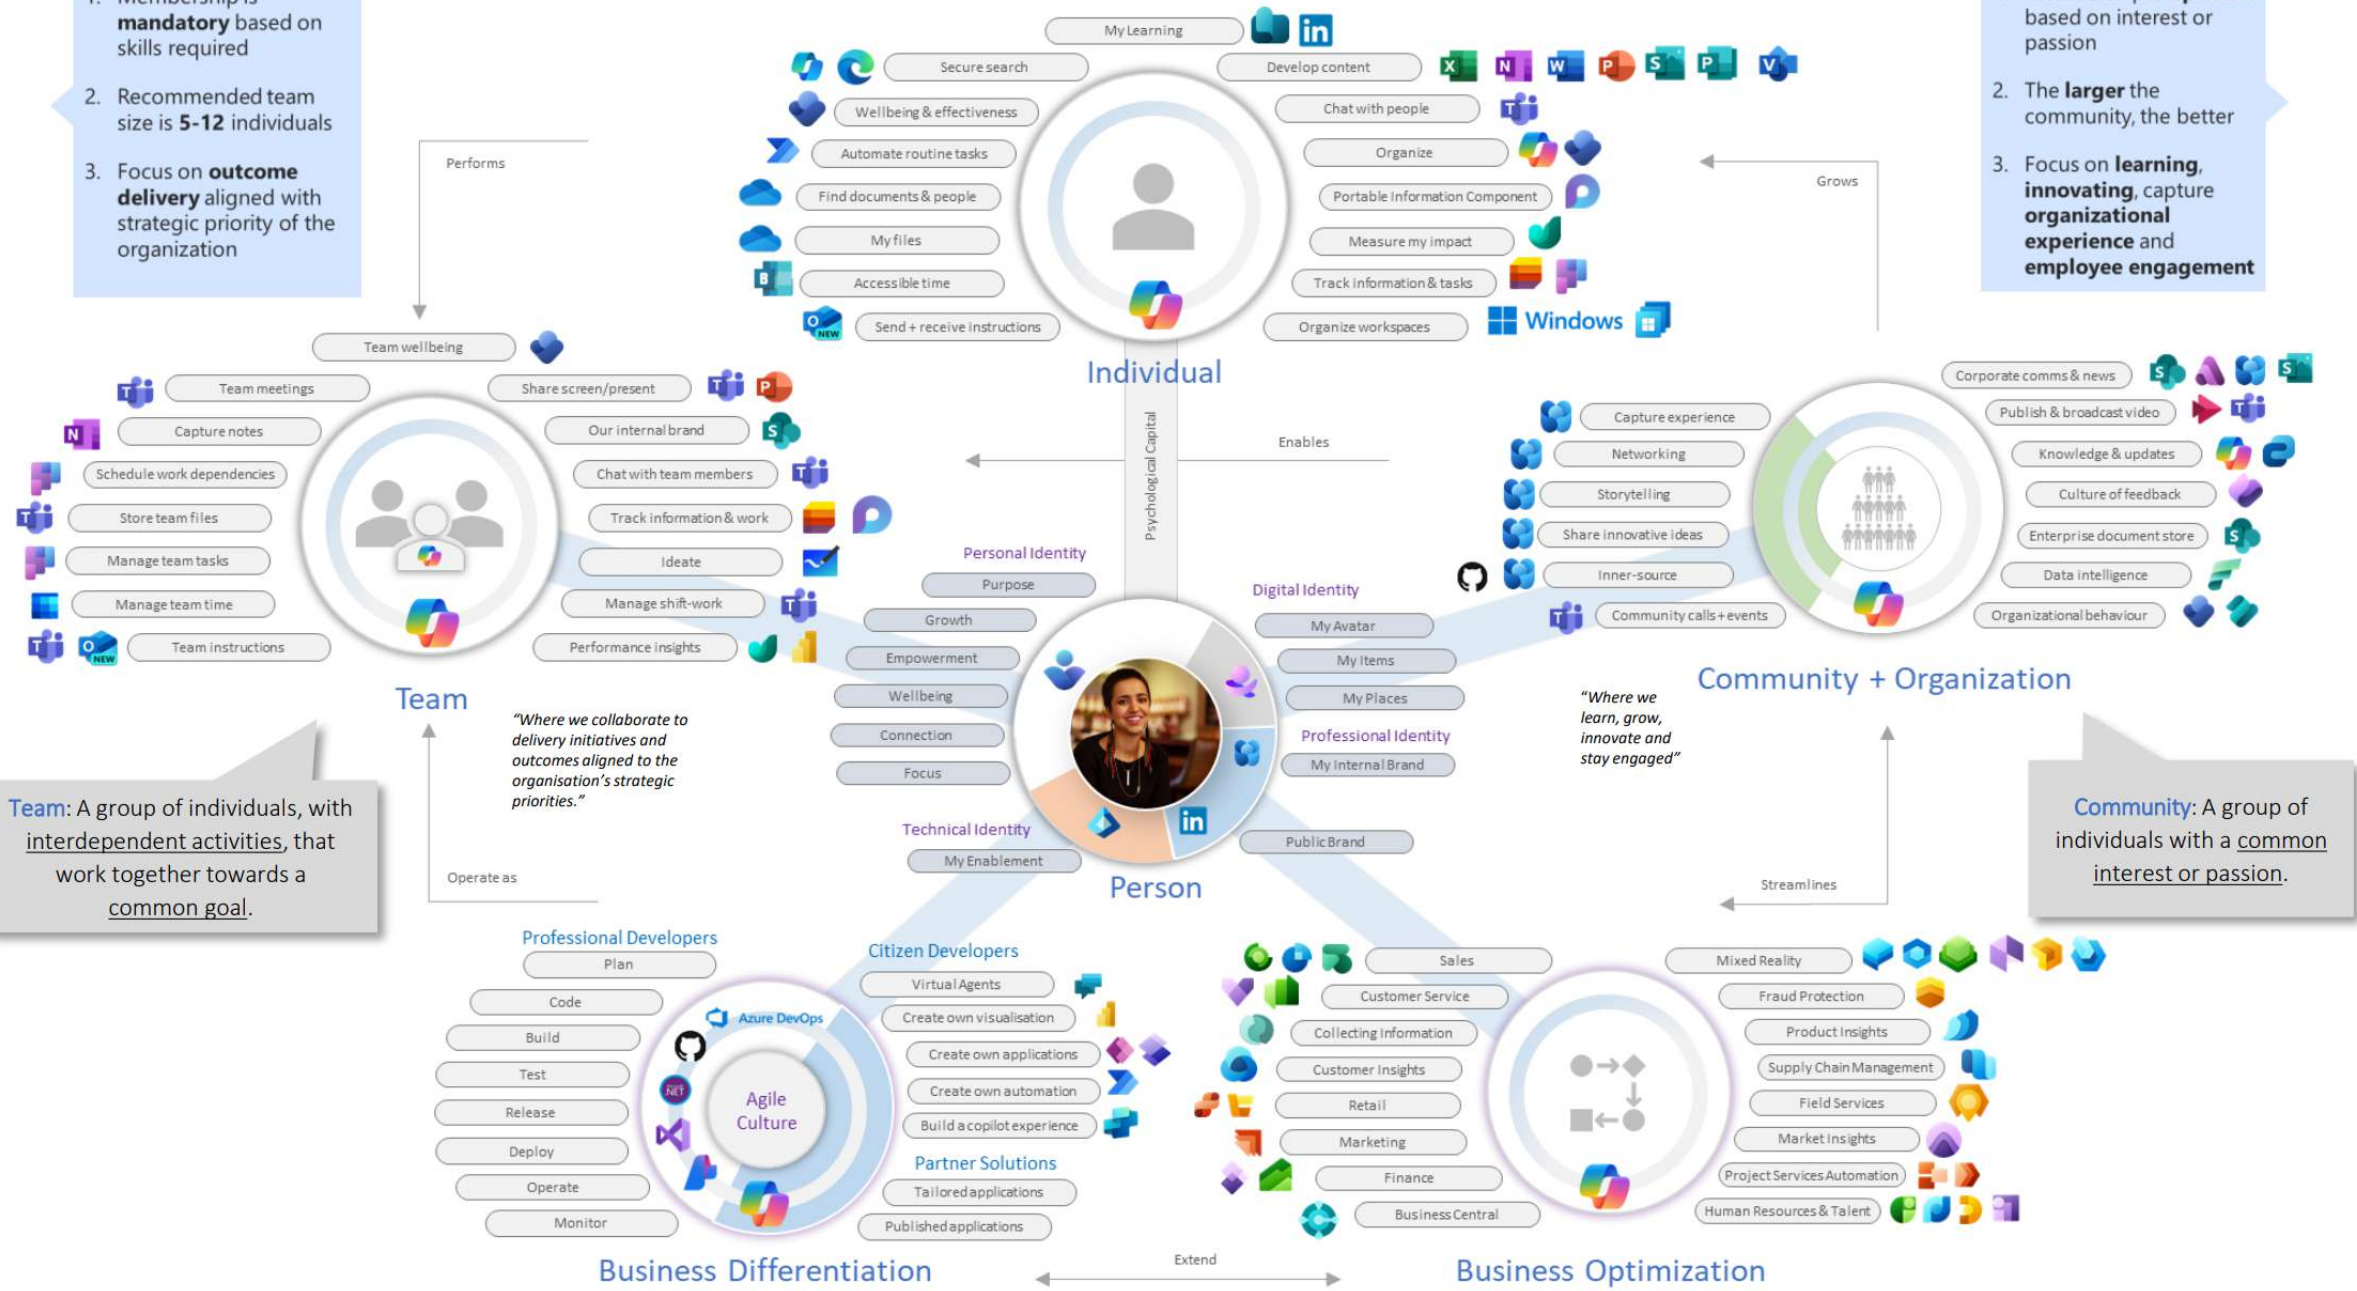 1. Membership is
mandatory based on
skills required
2. Recommended team
size is 5-12 individuals
3. Focus on outcome
delivery aligned with
strategic priority of the
organization
based on interest or
passion
2. The larger the
community, the better
3. Focus on learning,
innovating, capture
organizational
experience and
employee engagement
My Learning
in
Secure search
Develop content
X
N
W
P
S
P
V
Wellbeing & effectiveness
Chat with people
T
Automate routine tasks
Organize
Find documents & people
Portable Information Component
My files
Measure my impact
B
Accessible time
Track information & tasks
O
NEW
Send + receive instructions
Organize workspaces
Windows
Individual
Performs
Grows
Enables
Psychological Capital
Team wellbeing
T
Team meetings
Share screen/present
T
P
N
Capture notes
Our internal brand
S
Schedule work dependencies
Chat with team members
T
T
Store team files
Track information & work
Manage team tasks
Ideate
Manage team time
Manage shift-work
T
T
O
NEW
Team instructions
Performance insights
Team
"Where we collaborate to
delivery initiatives and
outcomes aligned to the
organisation's strategic
priorities."
Team: A group of individuals, with
interdependent activities, that
work together towards a
common goal.
Operate as
Corporate comms & news
S
S
Capture experience
Publish & broadcast video
T
Networking
Knowledge & updates
Storytelling
Culture of feedback
Share innovative ideas
Enterprise document store
S
Inner-source
Data intelligence
T
Community calls + events
Organizational behaviour
Community + Organization
"Where we
learn, grow,
innovate and
stay engaged"
Community: A group of
individuals with a common
interest or passion.
Streamlines
Personal Identity
Purpose
Growth
Empowerment
Wellbeing
Connection
Focus
Technical Identity
My Enablement
Digital Identity
My Avatar
My Items
My Places
Professional Identity
My Internal Brand
in
Public Brand
Person
Professional Developers
Plan
Code
Build
Test
Release
Deploy
Operate
Monitor
Azure DevOps
.NET
Agile
Culture
Citizen Developers
Virtual Agents
Create own visualisation
Create own applications
Create own automation
Build a copilot experience
Partner Solutions
Tailored applications
Published applications
Business Differentiation
Extend
Sales
Customer Service
Collecting Information
Customer Insights
Retail
Marketing
Finance
Business Central
Mixed Reality
Fraud Protection
Product Insights
Supply Chain Management
Field Services
Market Insights
Project Services Automation
Human Resources & Talent
Business Optimization